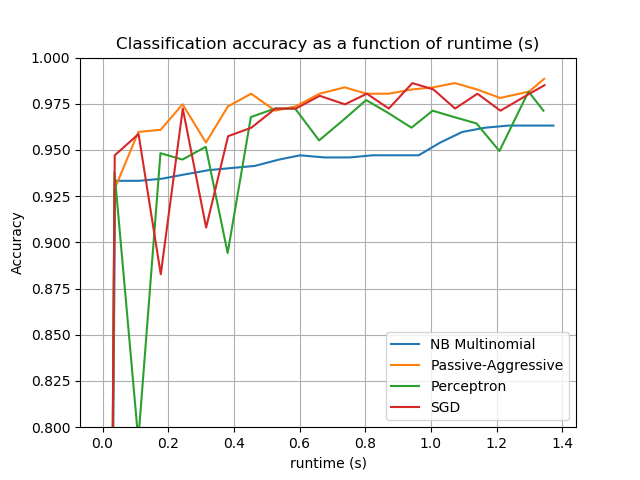 Classification accuracy as a function of runtime (s)
1.000
0.975
0.950
0.925
0.900
0.875
0.850
0.825
0.800
Accuracy
NB Multinomial
Passive-Aggressive
Perceptron
SGD
0.0 0.2 0.4 0.6 0.8 1.0 1.2 1.4
runtime (s)